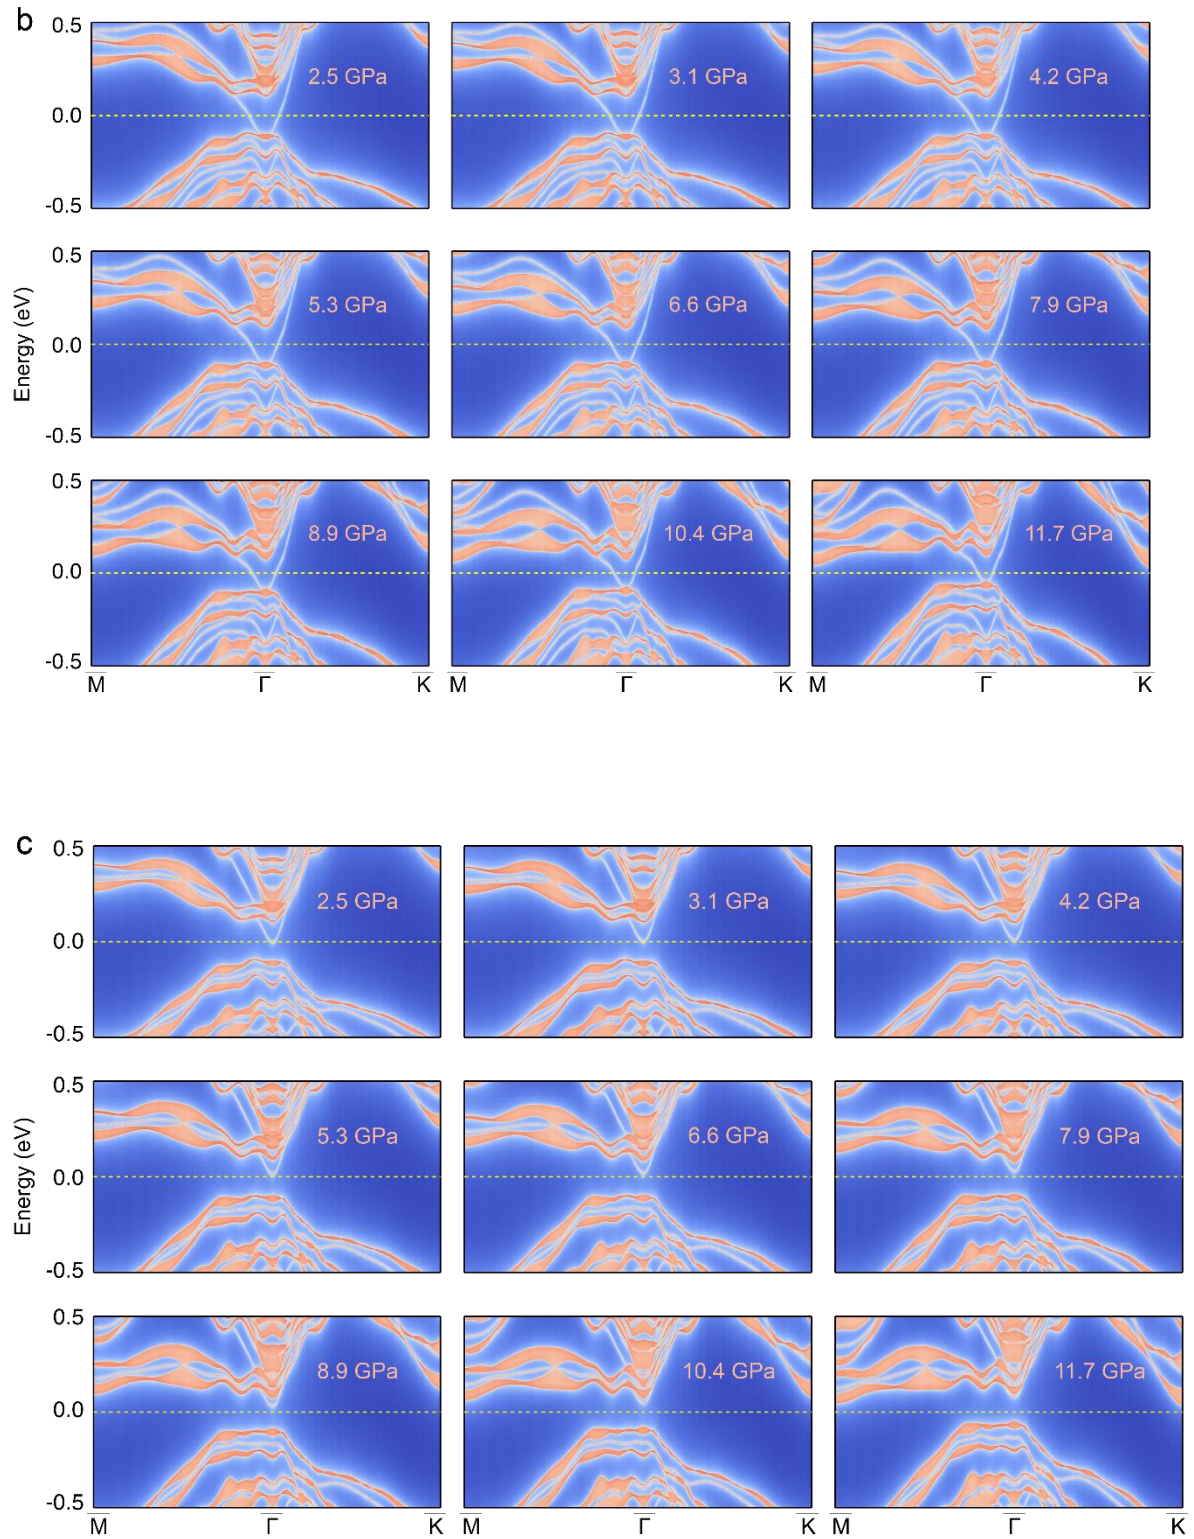 b
0.5
0.0
-0.5
2.5 GPa
3.1 GPa
4.2 GPa
Energy (eV)
0.5
0.0
-0.5
5.3 GPa
6.6 GPa
7.9 GPa
0.5
0.0
-0.5
8.9 GPa
10.4 GPa
11.7 GPa
M̅ Γ̅ K̅ M̅ Γ̅ K̅ M̅ Γ̅ K̅
c
0.5
0.0
-0.5
2.5 GPa
3.1 GPa
4.2 GPa
Energy (eV)
0.5
0.0
-0.5
5.3 GPa
6.6 GPa
7.9 GPa
0.5
0.0
-0.5
8.9 GPa
10.4 GPa
11.7 GPa
M̅ Γ̅ K̅ M̅ Γ̅ K̅ M̅ Γ̅ K̅